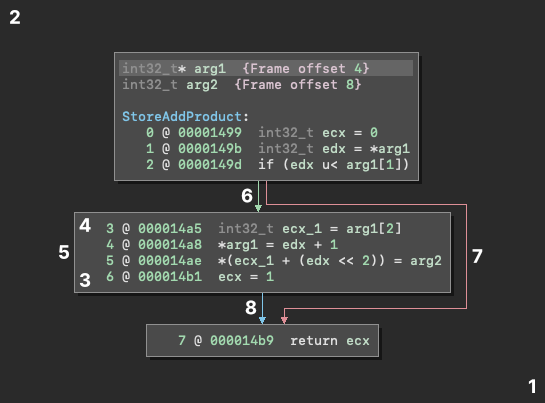 2
int32_t* arg1  {Frame offset 4}
int32_t arg2  {Frame offset 8}
StoreAddProduct:
0 @ 00001499  int32_t ecx = 0
1 @ 0000149b  int32_t edx = *arg1
2 @ 0000149d  if (edx u< arg1[1])
6
4
3 @ 000014a5  int32_t ecx_1 = arg1[2]
4 @ 000014a8  *arg1 = edx + 1
5
7
5 @ 000014ae  *(ecx_1 + (edx << 2)) = arg2
3
6 @ 000014b1  ecx = 1
8
7 @ 000014b9  return ecx
1